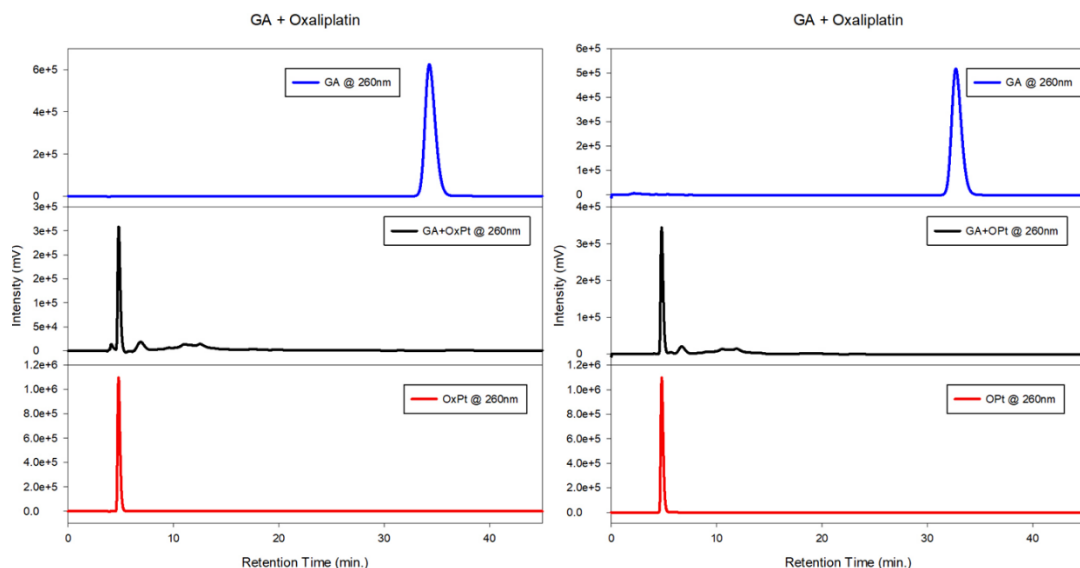 GA + Oxaliplatin
6e+5
4e+5
2e+5
0
GA @ 260nm
3e+5
3e+5
2e+5
2e+5
1e+5
5e+4
0
GA+OxPt @ 260nm
Intensity (mV)
1.2e+6
1.0e+6
8.0e+5
6.0e+5
4.0e+5
2.0e+5
0.0
OxPt @ 260nm
0 10 20 30 40
Retention Time (min.)
GA + Oxaliplatin
6e+5
5e+5
4e+5
3e+5
2e+5
1e+5
0
GA @ 260nm
4e+5
3e+5
2e+5
1e+5
0
GA+OPt @ 260nm
Intensity (mV)
1.2e+6
1.0e+6
8.0e+5
6.0e+5
4.0e+5
2.0e+5
0.0
OPt @ 260nm
0 10 20 30 40
Retention Time (min.)